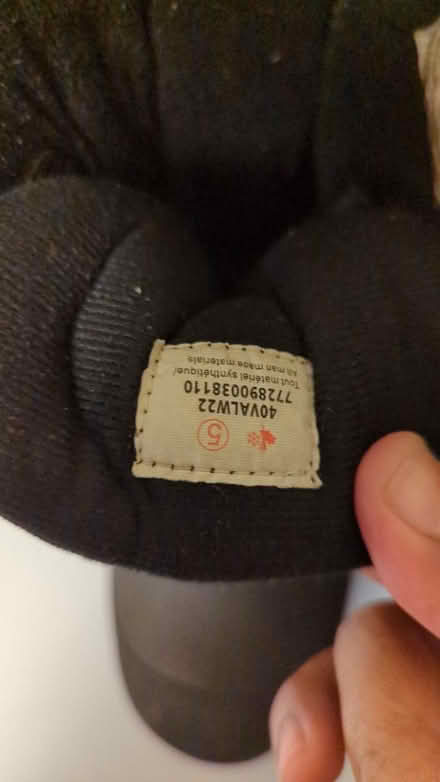 5
40VALW22
772890038110
Tout matériel synthétique/
All man made materials